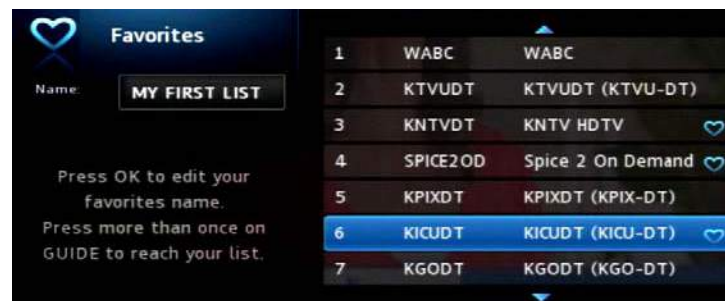 Favorites
Name:
MY FIRST LIST
Press OK to edit your
favorites name.
Press more than once on
GUIDE to reach your list.
1 WABC WABC
2 KTVUDT KTVUDT (KTVU-DT)
3 KNTVDT KNTV HDTV
4 SPICE2OD Spice 2 On Demand
5 KPIXDT KPIXDT (KPIX-DT)
6 KICUDT KICUDT (KICU-DT)
7 KGODT KGODT (KGO-DT)